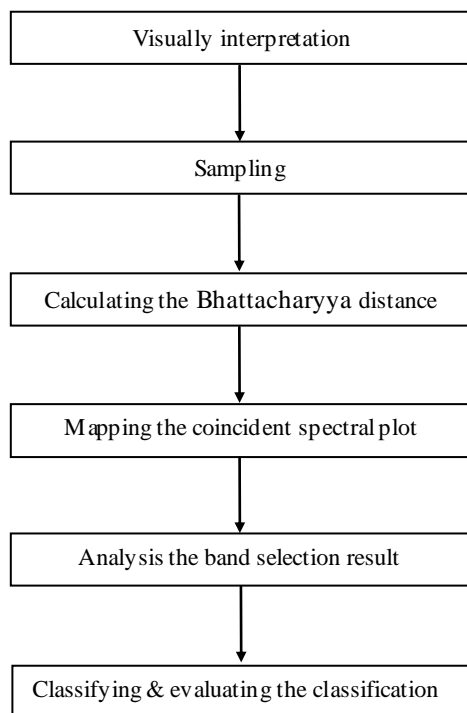 Visually interpretation
Sampling
Calculating the Bhattacharyya distance
Mapping the coincident spectral plot
Analysis the band selection result
Classifying & evaluating the classification